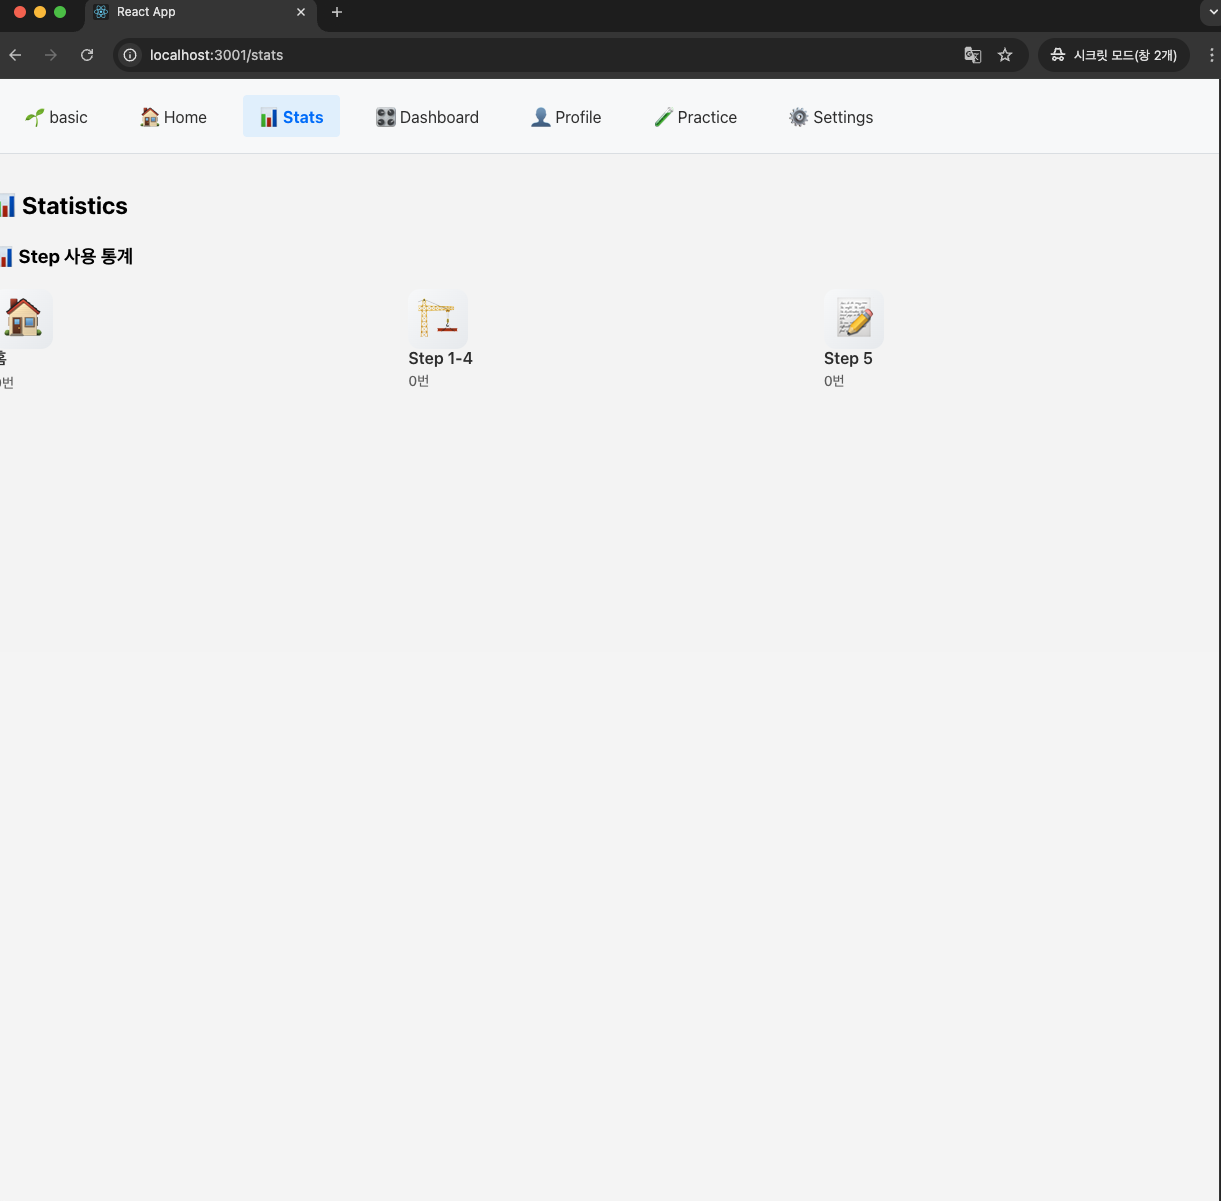 React App
localhost:3001/stats
시크릿 모드(창 2개)
basic
Home
Stats
Dashboard
Profile
Practice
Settings
Statistics
Step 사용 통계
홈
0번
Step 1-4
0번
Step 5
0번